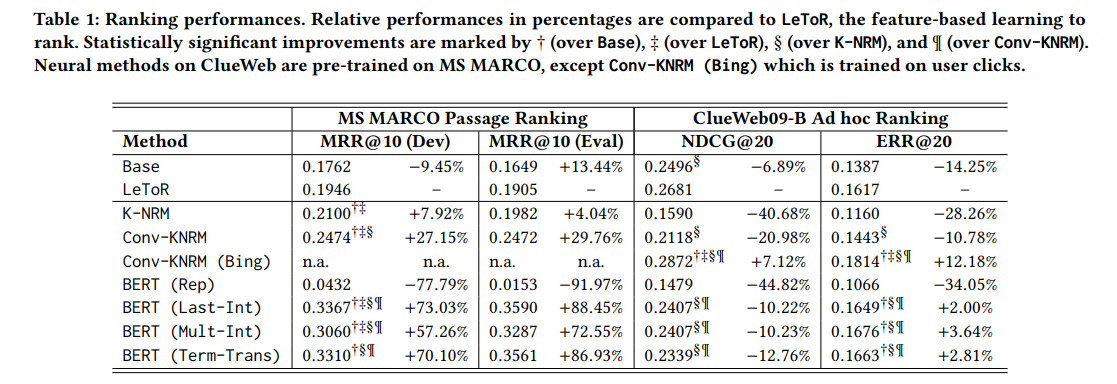 Table 1: Ranking performances. Relative performances in percentages are compared to LeToR, the feature-based learning to
rank. Statistically significant improvements are marked by † (over Base), ‡ (over LeToR), § (over K-NRM), and ¶ (over Conv-KNRM).
Neural methods on ClueWeb are pre-trained on MS MARCO, except Conv-KNRM (Bing) which is trained on user clicks.
MS MARCO Passage Ranking ClueWeb09-B Ad hoc Ranking
Method MRR@10 (Dev) MRR@10 (Eval) NDCG@20 ERR@20
Base 0.1762 −9.45% 0.1649 +13.44% 0.2496§ −6.89% 0.1387 −14.25%
LeToR 0.1946 – 0.1905 – 0.2681 – 0.1617 –
K-NRM 0.2100†‡ +7.92% 0.1982 +4.04% 0.1590 −40.68% 0.1160 −28.26%
Conv-KNRM 0.2474†‡§ +27.15% 0.2472 +29.76% 0.2118§ −20.98% 0.1443§ −10.78%
Conv-KNRM (Bing) n.a. n.a. n.a. n.a. 0.2872†‡§¶ +7.12% 0.1814†‡§¶ +12.18%
BERT (Rep) 0.0432 −77.79% 0.0153 −91.97% 0.1479 −44.82% 0.1066 −34.05%
BERT (Last-Int) 0.3367†‡§¶ +73.03% 0.3590 +88.45% 0.2407§¶ −10.22% 0.1649†§¶ +2.00%
BERT (Mult-Int) 0.3060†‡§¶ +57.26% 0.3287 +72.55% 0.2407§¶ −10.23% 0.1676†§¶ +3.64%
BERT (Term-Trans) 0.3310†§¶ +70.10% 0.3561 +86.93% 0.2339§¶ −12.76% 0.1663†§¶ +2.81%